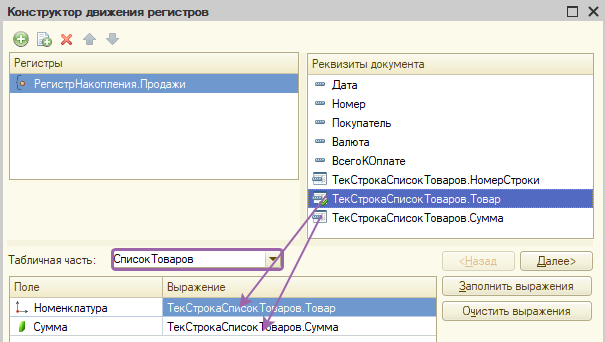 Конструктор движения регистров
Регистры
РегистрНакопления.Продажи
Реквизиты документа
Дата
Номер
Покупатель
Валюта
ВсегоКОплате
ТекСтрокаСписокТоваров.НомерСтроки
ТекСтрокаСписокТоваров.Товар
ТекСтрокаСписокТоваров.Сумма
Табличная часть: СписокТоваров
<Назад
Далее>
Поле Выражение
Номенклатура ТекСтрокаСписокТоваров.Товар
Сумма ТекСтрокаСписокТоваров.Сумма
Заполнить выражения
Очистить выражения